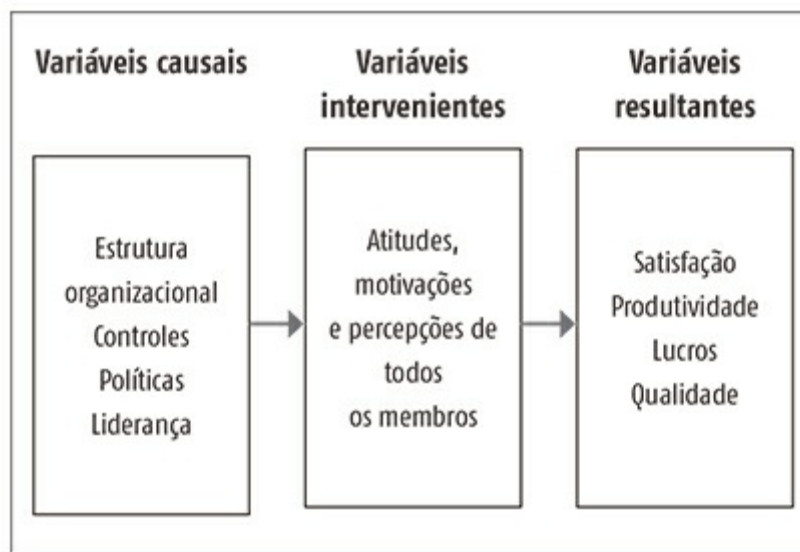 Variáveis causais
Estrutura
organizacional
Controles
Políticas
Liderança
Variáveis
intervenientes
Atitudes,
motivações
e percepções de
todos
os membros
Variáveis
resultantes
Satisfação
Produtividade
Lucros
Qualidade